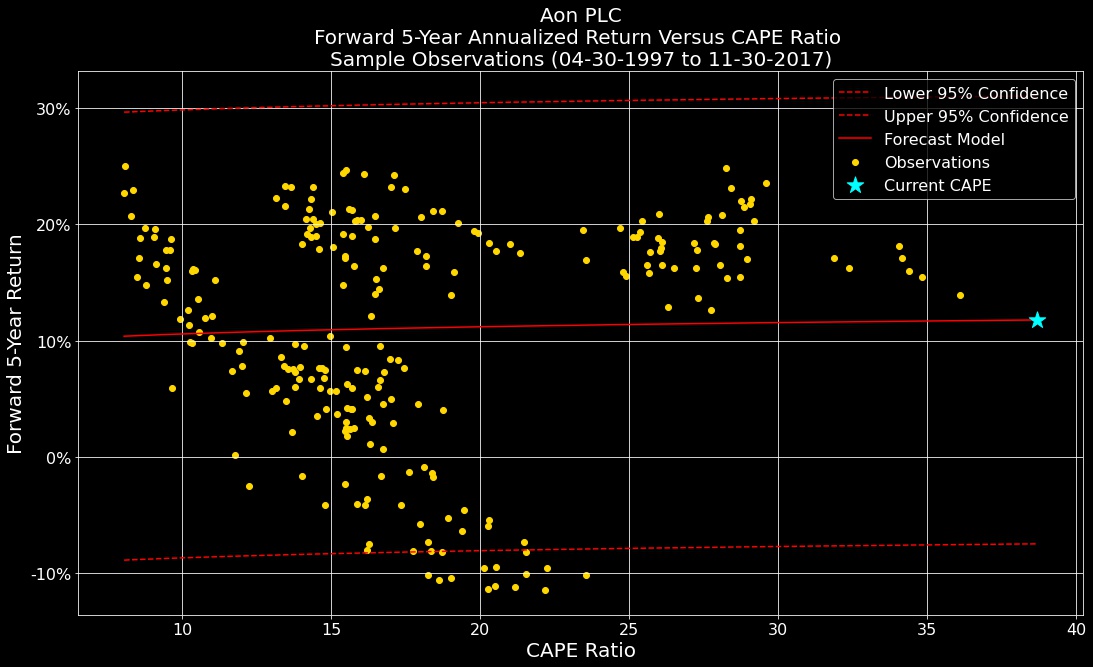 Aon PLC
Forward 5-Year Annualized Return Versus CAPE Ratio
Sample Observations (04-30-1997 to 11-30-2017)
Lower 95% Confidence
Upper 95% Confidence
Forecast Model
Observations
Current CAPE
Forward 5-Year Return
30%
20%
10%
0%
-10%
10 15 20 25 30 35 40
CAPE Ratio